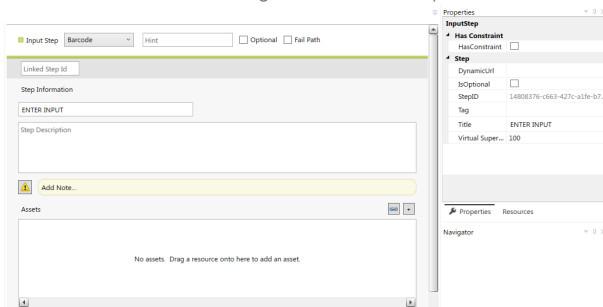 Input Step Barcode Hint Optional Fail Path
Linked Step Id
Step Information
ENTER INPUT
Step Description
Add Note...
Assets
No assets. Drag a resource onto here to add an asset.
Properties
InputStep
Has Constraint
HasConstraint
Step
DynamicUrl
IsOptional
StepID 14808376-c663-427c-a1fe-b7...
Tag
Title ENTER INPUT
Virtual Super... 100
Properties Resources
Navigator